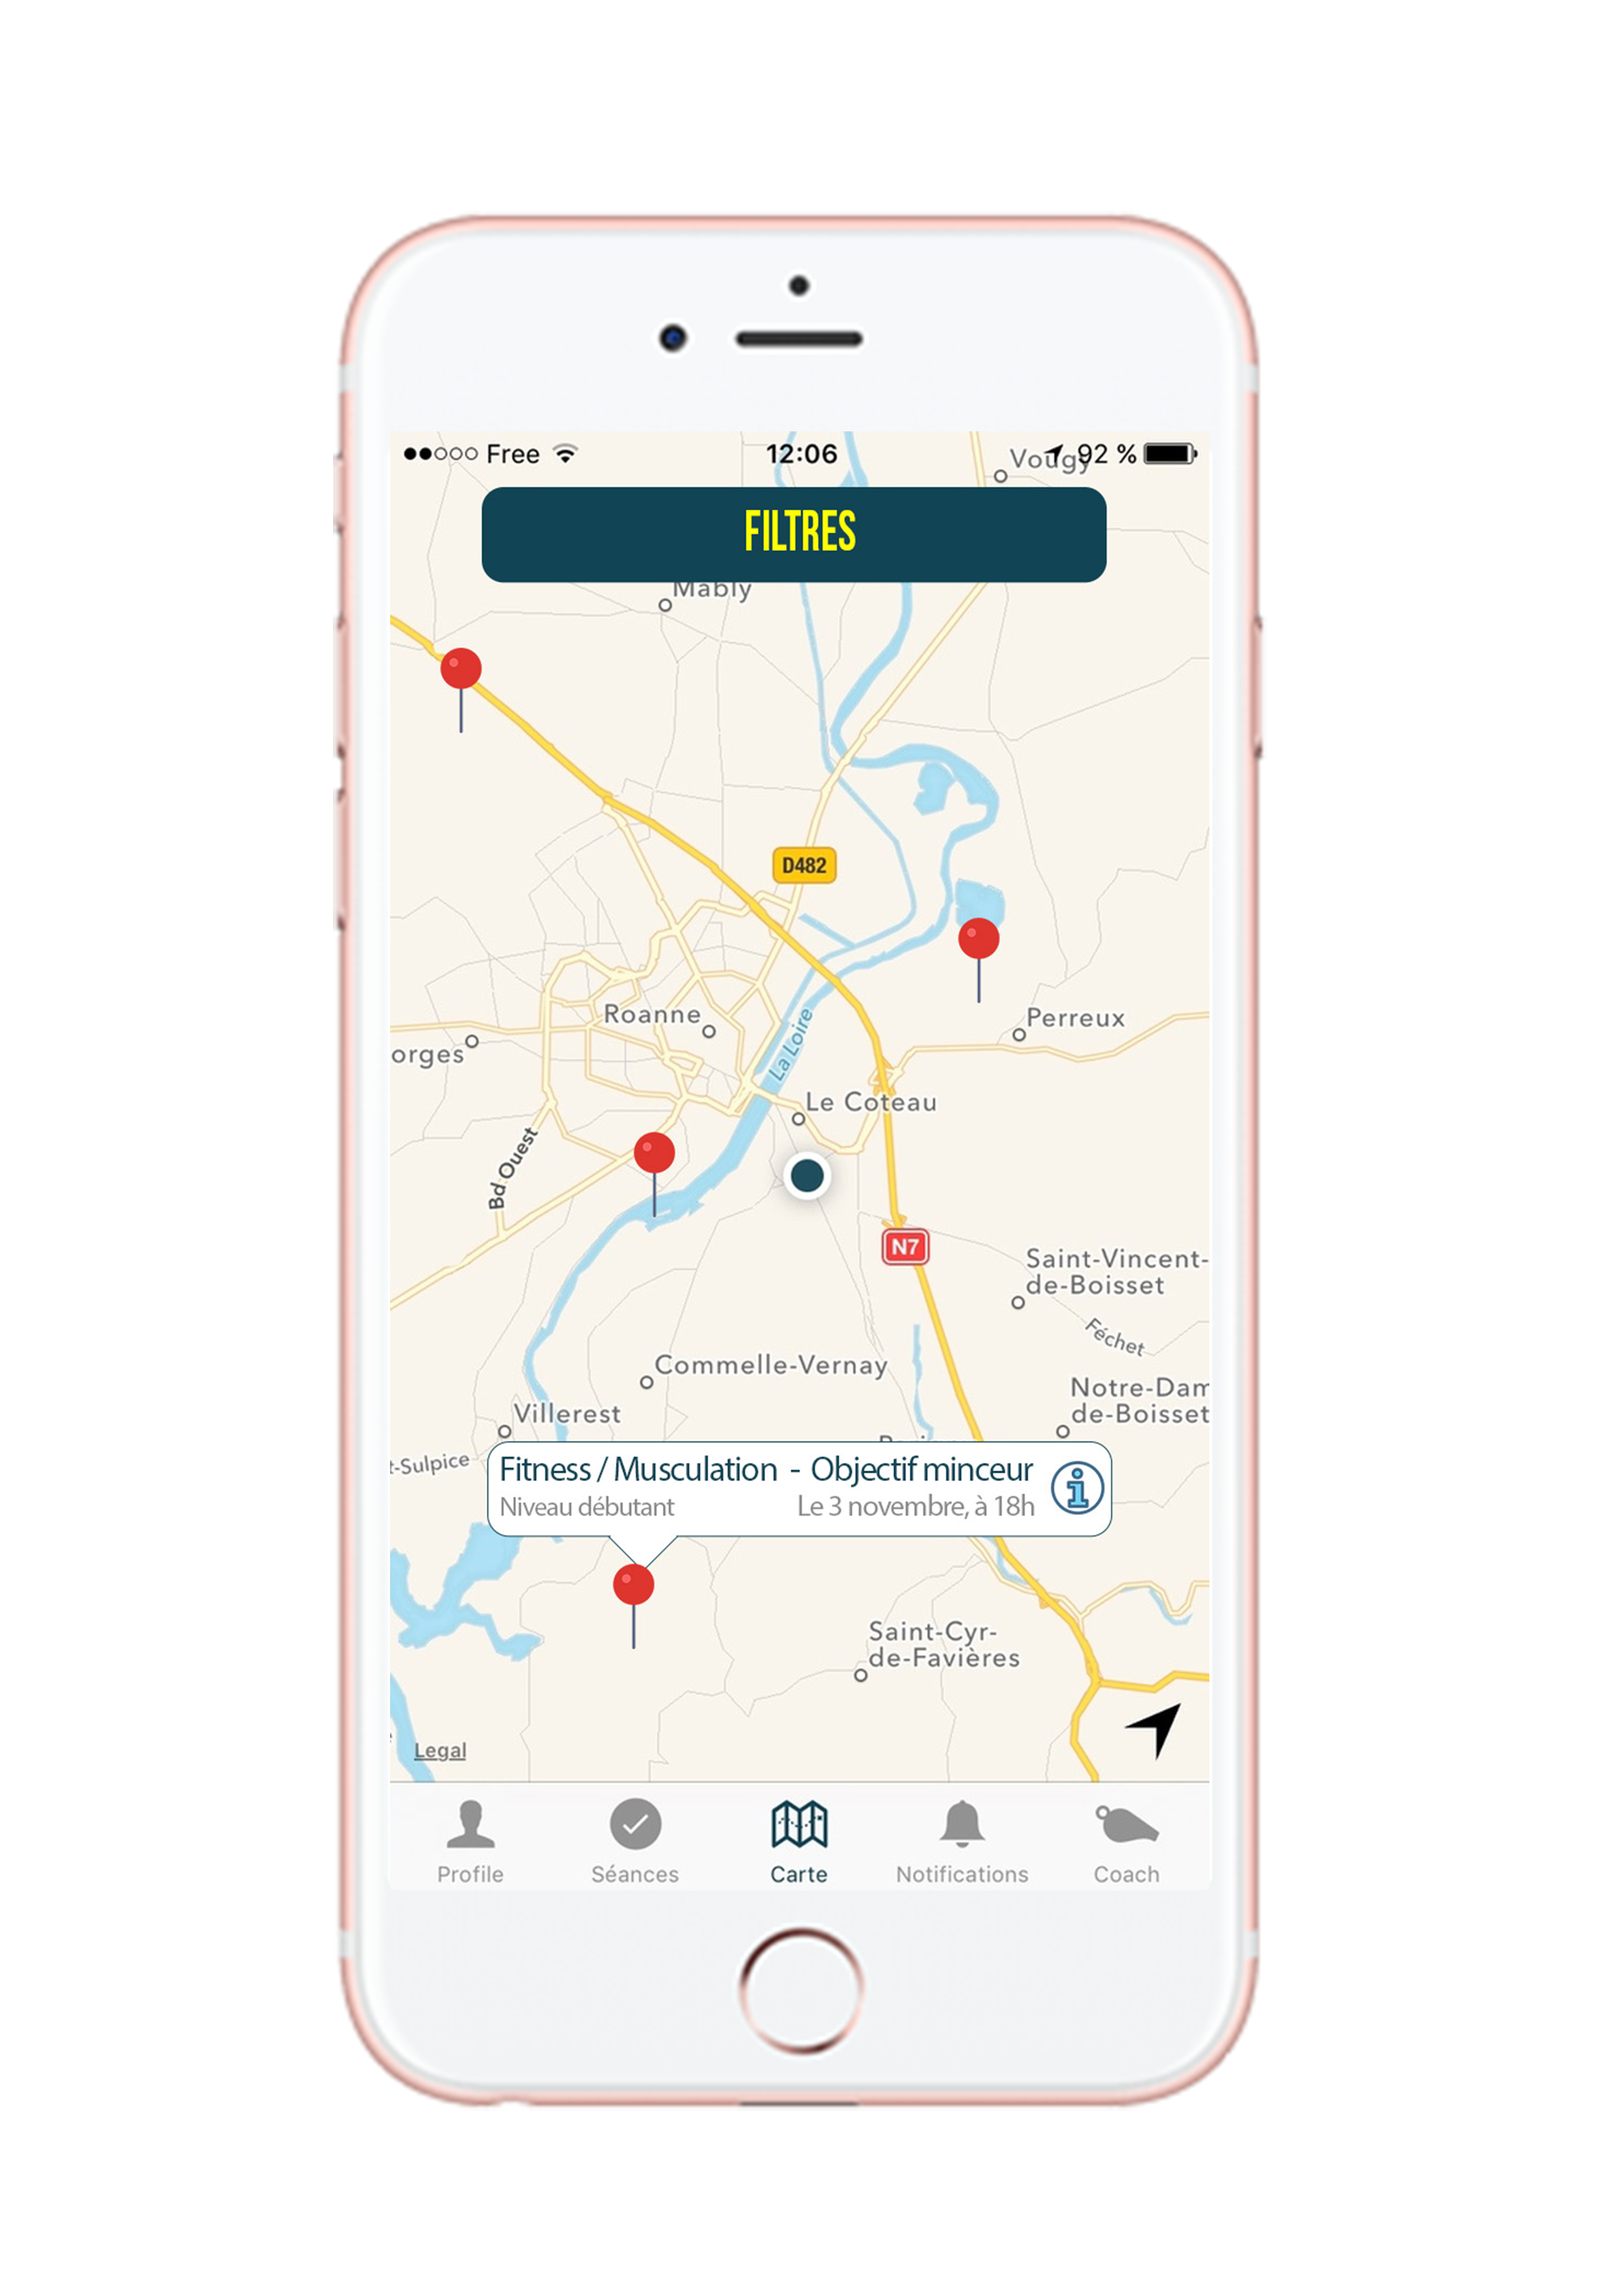 Free 12:06 92 %
Vougy
FILTRES
Mably
D482
Roanne
Perreux
orges
La Loire
Le Coteau
Bd Ouest
N7
Saint-Vincent-
de-Boisset
Féchet
Commelle-Vernay
Notre-Dam
de-Boisset
Villerest
t-Sulpice
Fitness / Musculation - Objectif minceur
Niveau débutant Le 3 novembre, à 18h
Saint-Cyr-
de-Favières
Legal
Profile Séances Carte Notifications Coach